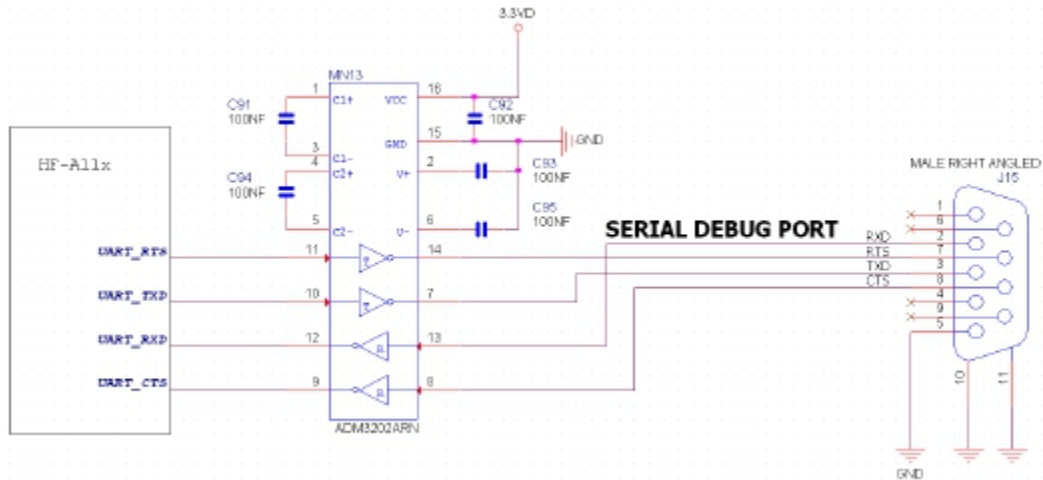 3.3VD
MN13
1 C1+ VCC 16
C91
100NF
C92
100NF
3 C1- GND 15
GND
4 C2+ V+ 2
C93
100NF
C94
100NF
5 C2- V- 6
C95
100NF
HF-A11x
MALE RIGHT ANGLED
J15
SERIAL DEBUG PORT
UART_RTS 11 T 14
UART_TXD 10 T 7
UART_RXD 12 R 13
UART_CTS 9 R 8
ADM3202ARN
1
6
RXD 2
RTS 7
TXD 3
CTS 8
4
9
5
10 11
GND